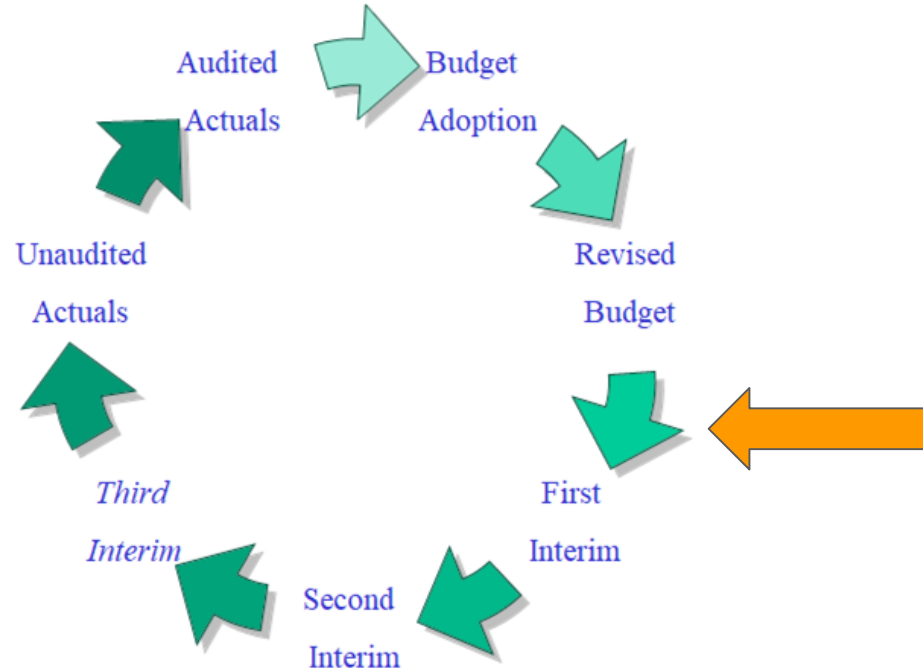 Audited
Actuals
Budget
Adoption
Revised
Budget
First
Interim
Second
Interim
Third
Interim
Unaudited
Actuals